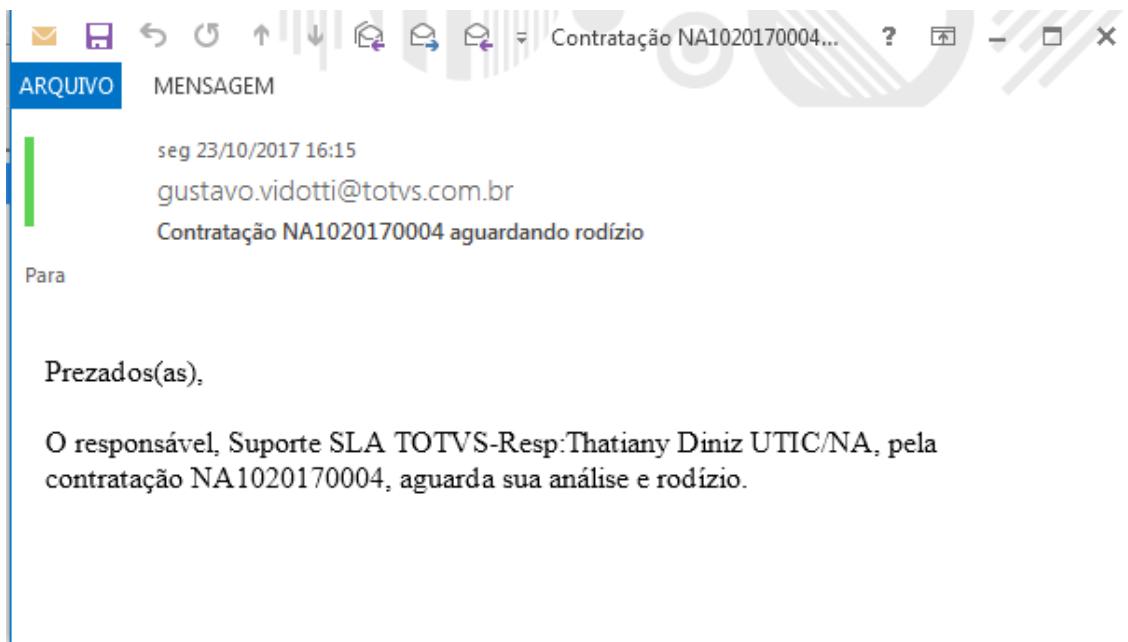 Contratação NA1020170004... ?
ARQUIVO MENSAGEM
seg 23/10/2017 16:15
gustavo.vidotti@totvs.com.br
Contratação NA1020170004 aguardando rodízio
Para
Prezados(as),
O responsável, Suporte SLA TOTVS-Resp:Thatiany Diniz UTIC/NA, pela
contratação NA1020170004, aguarda sua análise e rodízio.